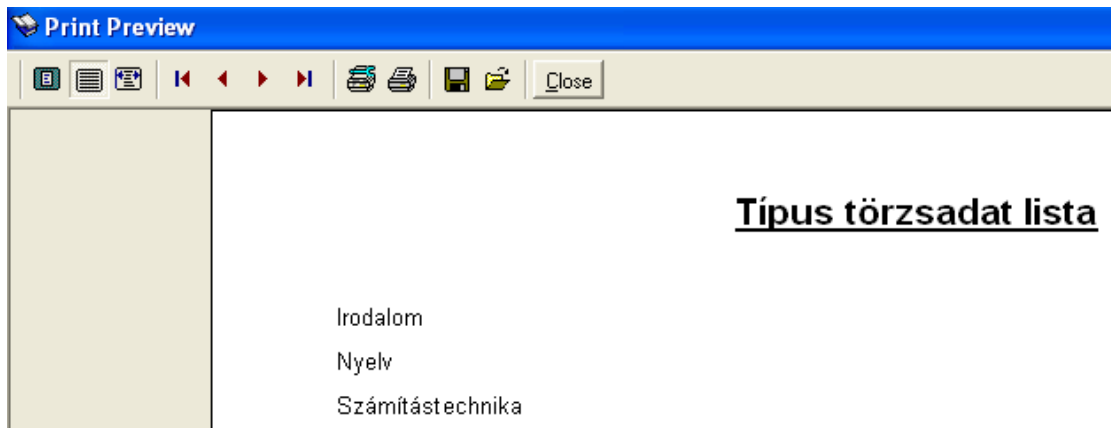 Print Preview
Close
Típus törzsadat lista
Irodalom
Nyelv
Számítástechnika